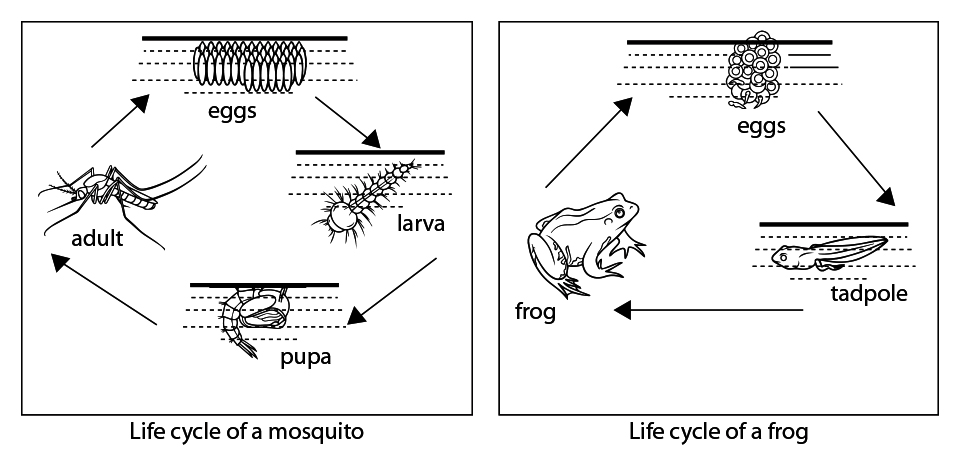 eggs
larva
pupa
adult
Life cycle of a mosquito
eggs
tadpole
frog
Life cycle of a frog